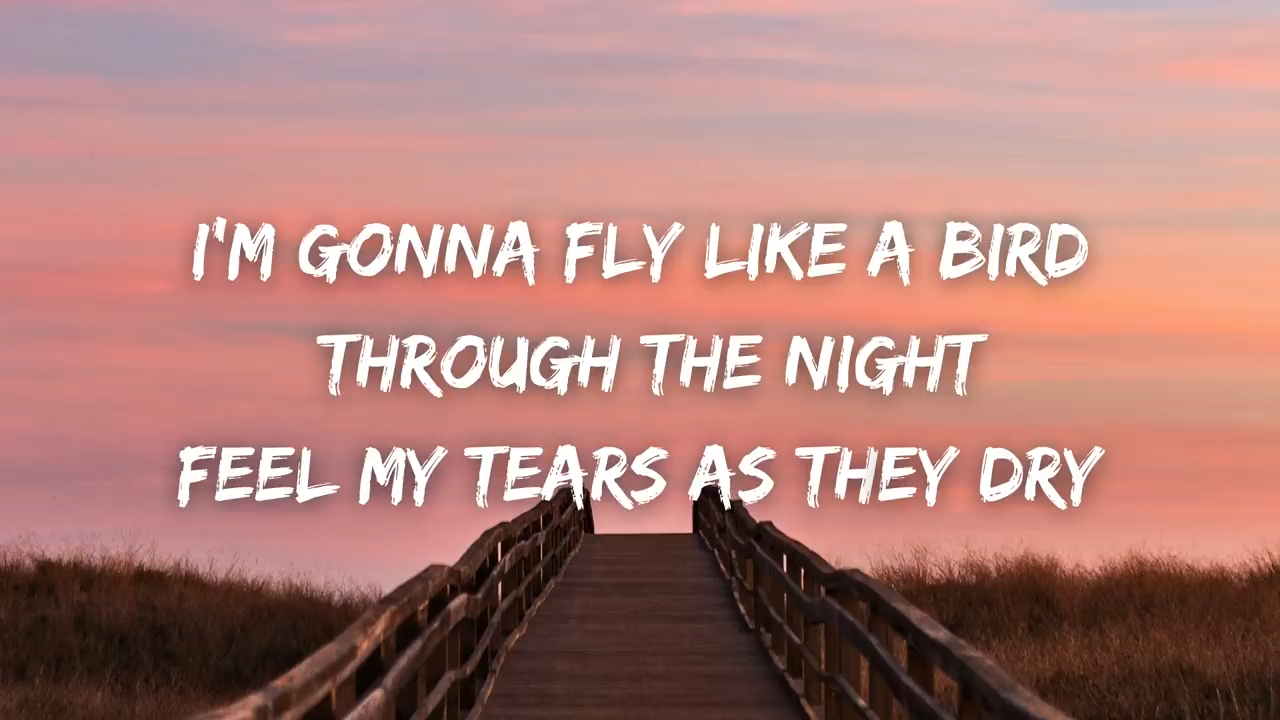 I'M GONNA FLY LIKE A BIRD
THROUGH THE NIGHT
FEEL MY TEARS AS THEY DRY